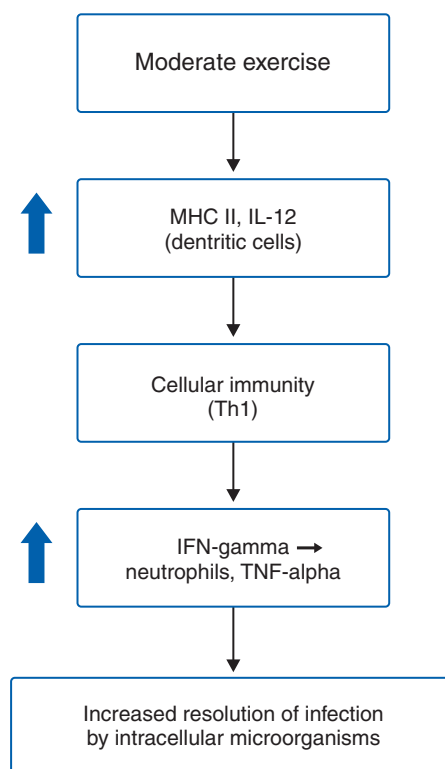 Moderate exercise
MHC II, IL-12
(dentritic cells)
Cellular immunity
(Th1)
IFN-gamma →
neutrophils, TNF-alpha
Increased resolution of infection
by intracellular microorganisms